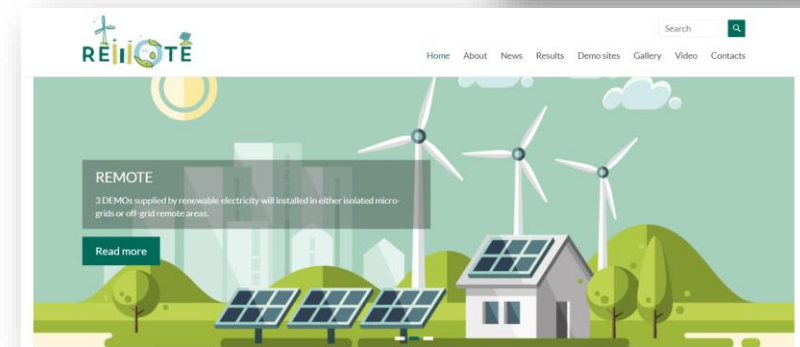 REMOTE
Search
Home About News Results Demo sites Gallery Video Contacts
REMOTE
3 DEMOs supplied by renewable electricity will installed in either isolated micro-
grids or off-grid remote areas.
Read more